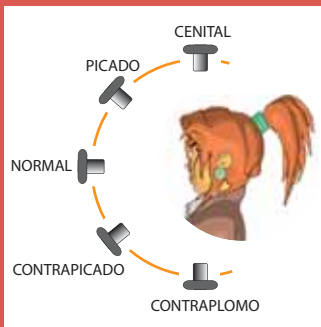 CENITAL
PICADO
NORMAL
CONTRAPICADO
CONTRAPLOMO